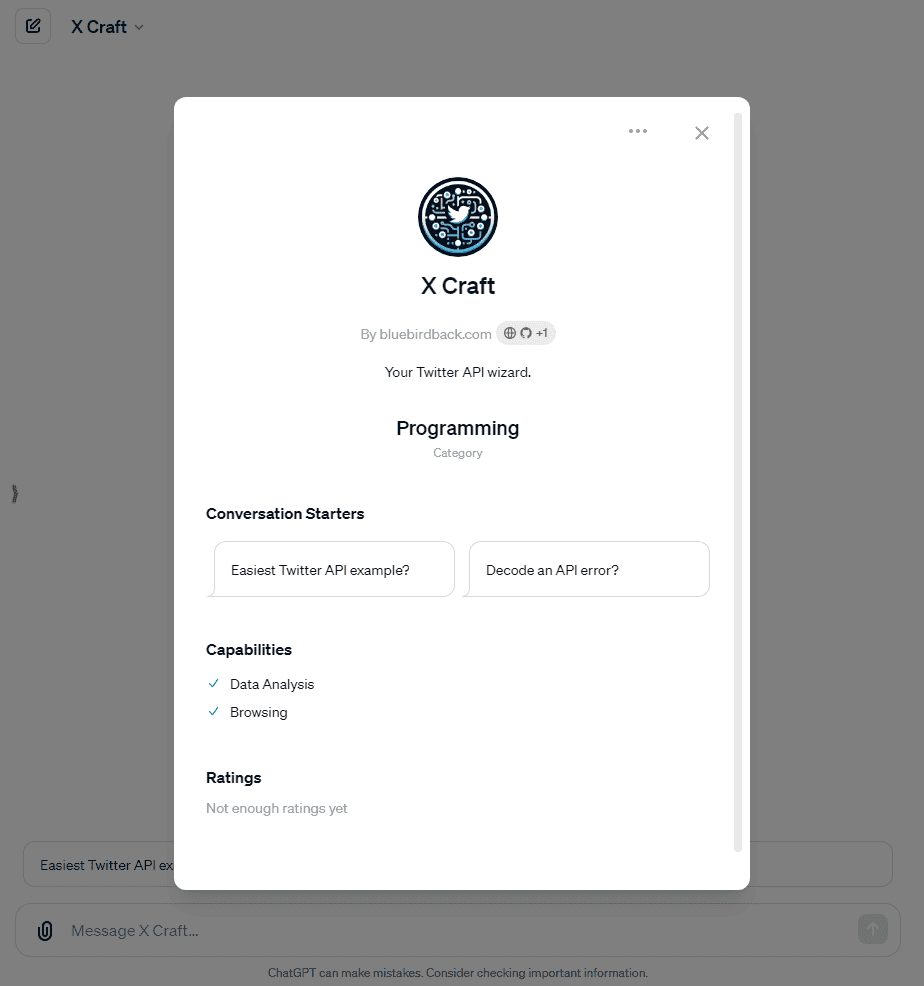 X Craft
X Craft
By bluebirdback.com +1
Your Twitter API wizard.
Programming
Category
Conversation Starters
Easiest Twitter API example?
Decode an API error?
Capabilities
Data Analysis
Browsing
Ratings
Not enough ratings yet
Easiest Twitter API ex
Message X Craft...
ChatGPT can make mistakes. Consider checking important information.